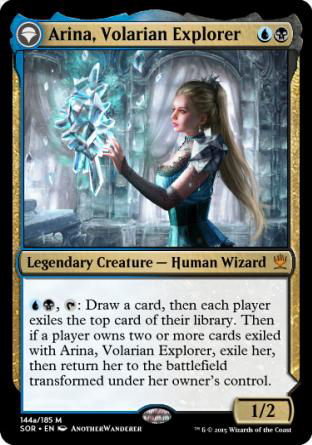 Arina, Volarian Explorer
Legendary Creature — Human Wizard
: Draw a card, then each player
exiles the top card of their library. Then
if a player owns two or more cards exiled
with Arina, Volarian Explorer, exile her,
then return her to the battlefield
transformed under her owner's control.
1/2
144a/185 M
SOR • EN AnotherWanderer
™ & © 2015 Wizards of the Coast